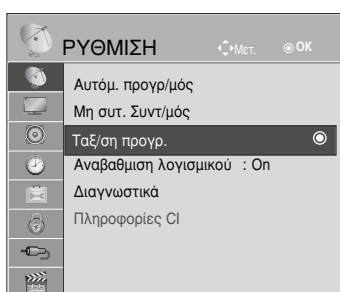 ΡΥΘΜΙΣΗ Μετ. OK
Αυτόμ. προγρ/μός
Μη συτ. Συντ/μός
Ταξ/ση προγρ.
Αναβαθμιση λογισμικού : On
Διαγνωστικά
Πληροφορίες CI